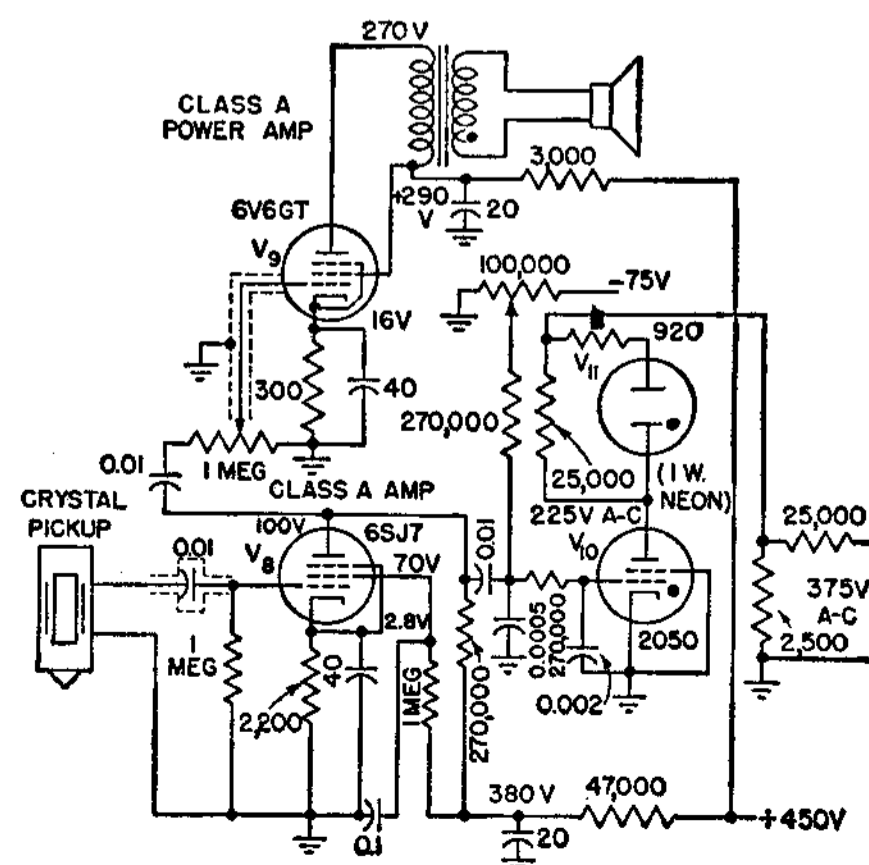 270 V
CLASS A
POWER AMP
3,000
+290
V
20
6V6GT
V9
100,000
-75V
16V
920
V11
300
40
270,000
25,000
(1 W.
NEON)
0.01
1 MEG
CLASS A AMP
225V A-C
25,000
CRYSTAL
PICKUP
0.01
100V
6SJ7
V8
70V
0.01
V10
375V
A-C
2,500
2.8V
1
MEG
2,200
40
1 MEG
270,000
0.0005
270,000
2050
0.002
380 V
47,000
+450V
0.1
20